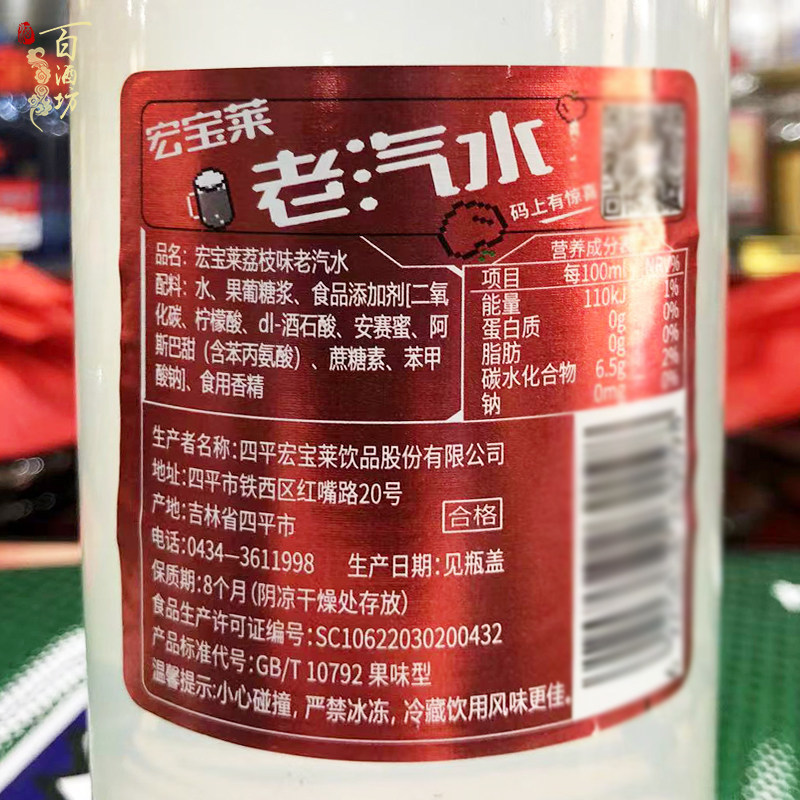 百酒坊
宏宝莱
老汽水
码上有惊喜
品名：宏宝莱荔枝味老汽水
配料：水、果葡糖浆、食品添加剂[二氧
化碳、柠檬酸、dl-酒石酸、安赛蜜、阿
斯巴甜（含苯丙氨酸）、蔗糖素、苯甲
酸钠]、食用香精
营养成分表
项目 每100ml NRV%
能量 110kJ 1%
蛋白质 0g 0%
脂肪 0g 0%
碳水化合物 6.5g 2%
钠 0mg 0%
生产者名称：四平宏宝莱饮品股份有限公司
地址：四平市铁西区红嘴路20号
产地：吉林省四平市
合格
电话：0434—3611998 生产日期：见瓶盖
保质期：8个月（阴凉干燥处存放）
食品生产许可证编号：SC10622030200432
产品标准代号：GB/T 10792 果味型
温馨提示：小心碰撞，严禁冰冻，冷藏饮用风味更佳。